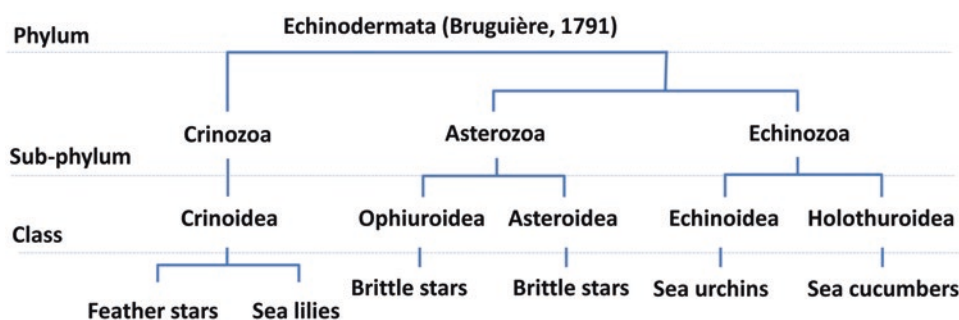 Phylum
Echinodermata (Bruguière, 1791)
Crinozoa
Asterozoa
Echinozoa
Sub-phylum
Crinoidea
Ophiuroidea
Asteroidea
Echinoidea
Holothuroidea
Class
Feather stars
Sea lilies
Brittle stars
Brittle stars
Sea urchins
Sea cucumbers